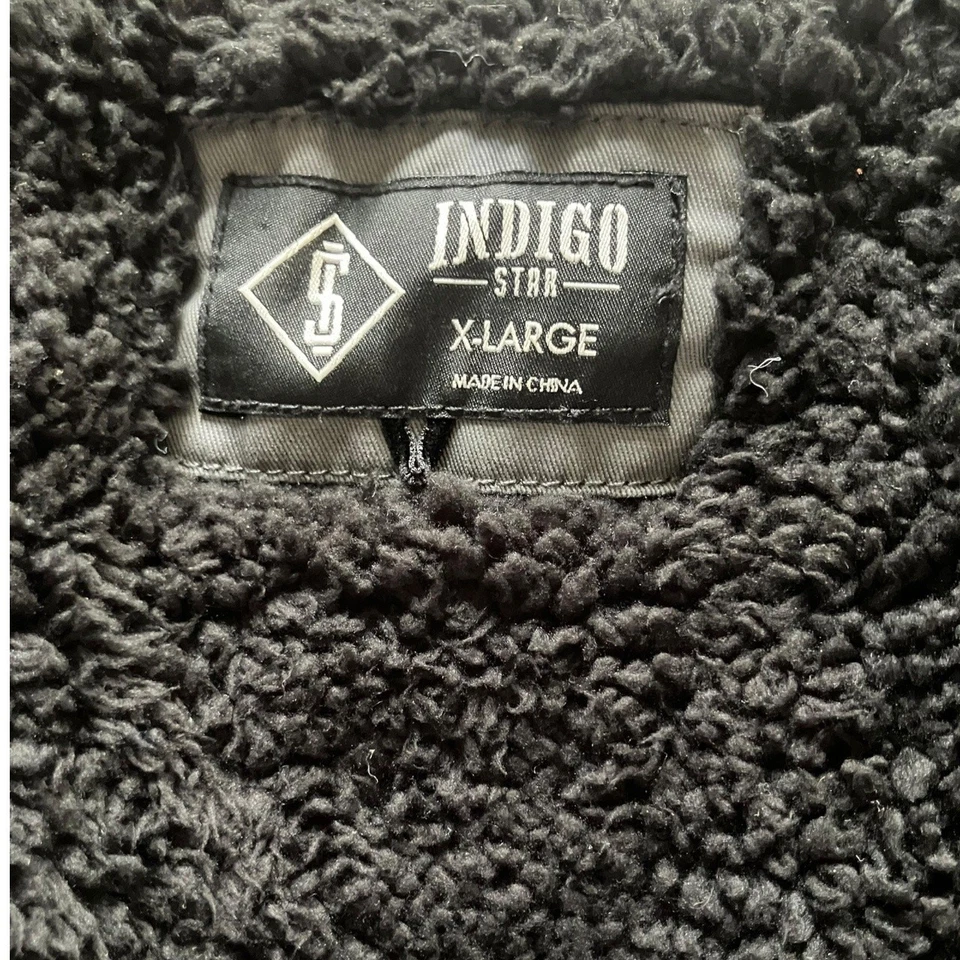 INDIGO
STAR
X-LARGE
MADE IN CHINA